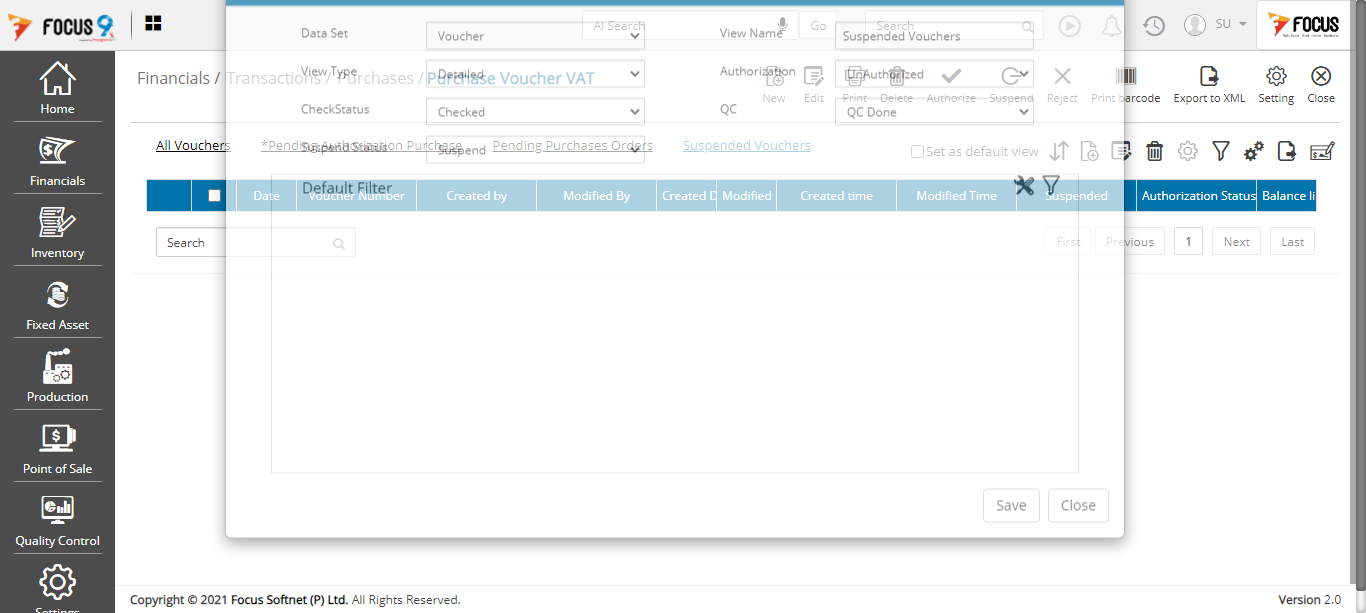 FOCUS 9
AI Search
Go
Search
SU
FOCUS
Home
Financials
Inventory
Fixed Asset
Production
Point of Sale
Quality Control
Settings
Financials / Transactions / Purchases / Purchase Voucher VAT
New
Edit
Print
Delete
Authorize
Suspend
Reject
Print barcode
Export to XML
Setting
Close
Data Set
Voucher
View Name
Suspended Vouchers
View Type
Detailed
Authorization
UnAuthorized
CheckStatus
Checked
QC
QC Done
Suspend Status
Suspend
All Vouchers
*Pending Authorization Purchase
Pending Purchases Orders
Suspended Vouchers
Set as default view
Default Filter
Date
Voucher Number
Created by
Modified By
Created D
Modified
Created time
Modified Time
Suspended
Authorization Status
Balance li
Search
First
Previous
1
Next
Last
Save
Close
Copyright © 2021 Focus Softnet (P) Ltd. All Rights Reserved.
Version 2.0